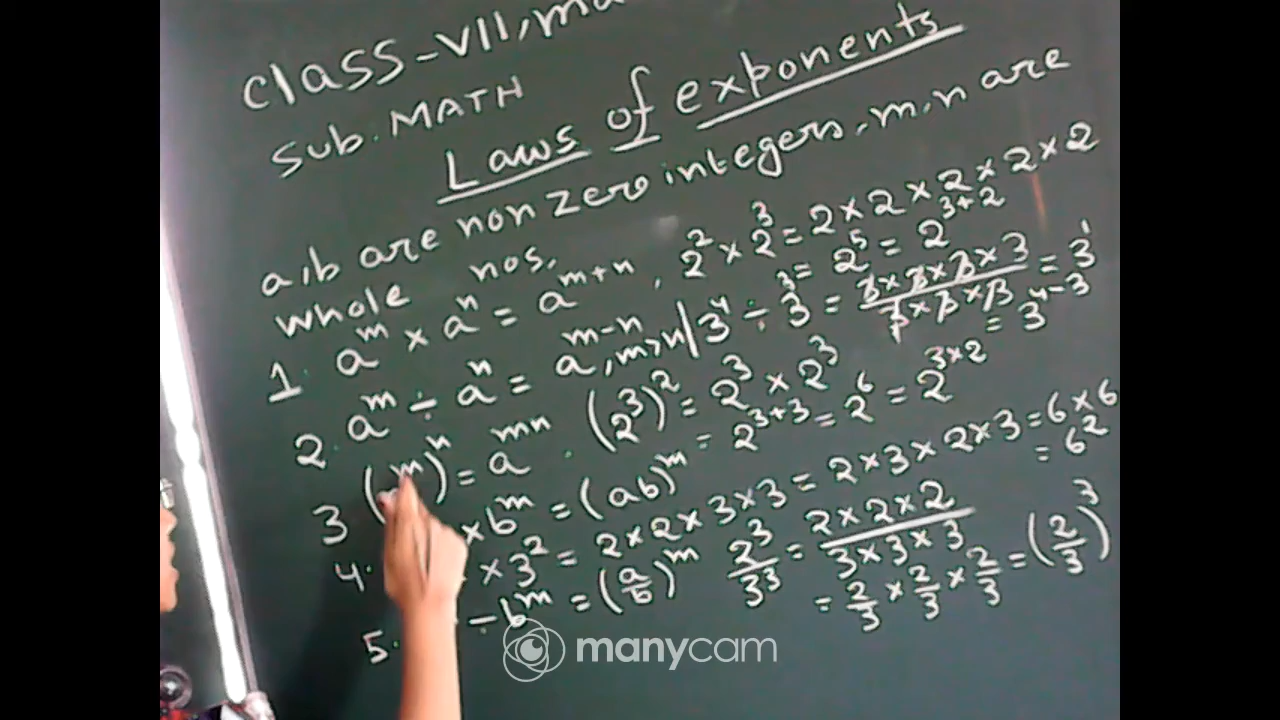 class-VII, ma
Sub. MATH
Laws of exponents
a,b are non zero integers. m, n are
whole nos.
1. a^m × a^n = a^(m+n), 2^2 × 2^3 = 2×2×2×2×2
= 2^5 = 2^(3+2)
2. a^m ÷ a^n = a^(m-n), m>n | 3^4 ÷ 3^3 = (3×3×3×3)/(3×3×3) = 3^1
= 3^(4-3)
3 ( ^m)^n = a^(mn). (2^3)^2 = 2^3 × 2^3
= 2^(3+3) = 2^6 = 2^(3×2)
4. × b^m = (ab)^m
× 3^2 = 2×2×3×3 = 2×3×2×3 = 6×6
= 6^2
5. ÷ b^m = (a/b)^m 2^3/3^3 = (2×2×2)/(3×3×3)
= 2/3 × 2/3 × 2/3 = (2/3)^3
manycam